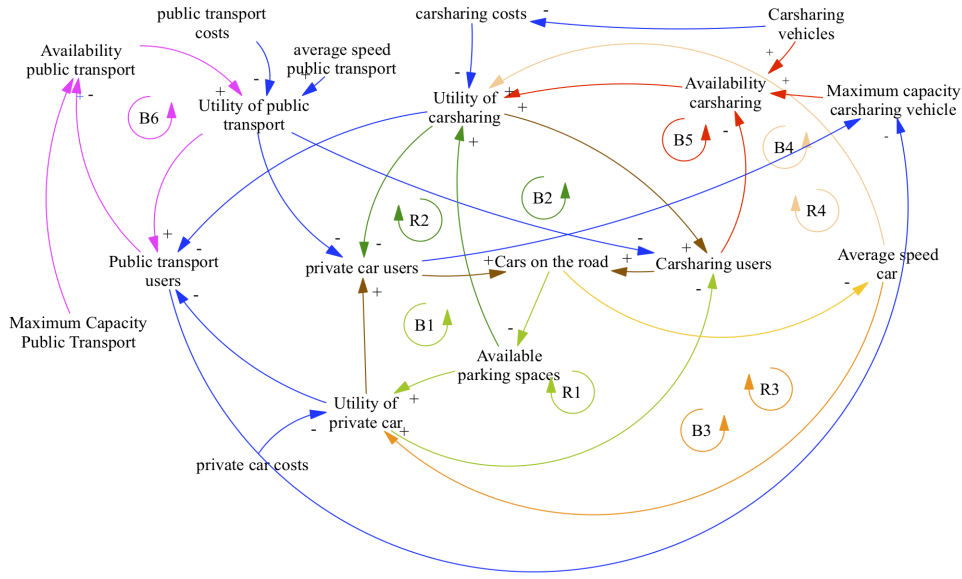 public transport
costs
carsharing costs
-
Carsharing
vehicles
Availability
public transport
average speed
public transport
+
-
+
+
-
+
-
+
-
+
+
Utility of public
transport
Utility of
carsharing
+
+
Availability
carsharing
Maximum capacity
carsharing vehicle
B6
B5
B4
-
-
B2
R4
R2
+
-
-
-
-
+
Public transport
users
private car users
+
Cars on the road
+
Carsharing users
Average speed
car
-
+
-
-
Maximum Capacity
Public Transport
B1
-
Available
parking spaces
R1
R3
Utility of
private car
+
-
+
B3
private car costs